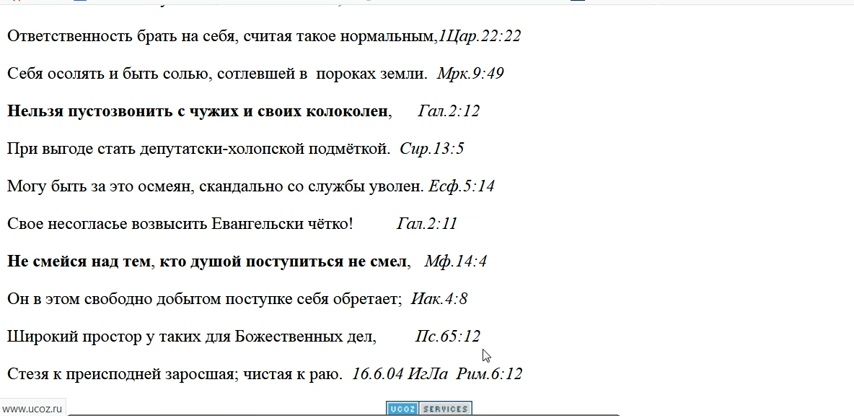 Ответственность брать на себя, считая такое нормальным,1Цар.22:22
Себя осолять и быть солью, сотлевшей в пороках земли. Мрк.9:49
Нельзя пустозвонить с чужих и своих колоколен, Гал.2:12
При выгоде стать депутатски-холопской подмёткой. Сир.13:5
Могу быть за это осмеян, скандально со службы уволен. Есф.5:14
Свое несогласье возвысить Евангельски чётко! Гал.2:11
Не смейся над тем, кто душой поступиться не смел, Мф.14:4
Он в этом свободно добытом поступке себя обретает; Иак.4:8
Широкий простор у таких для Божественных дел, Пс.65:12
Стезя к преисподней заросшая; чистая к раю. 16.6.04 ИгЛа Рим.6:12
www.ucoz.ru
UCOZ SERVICES